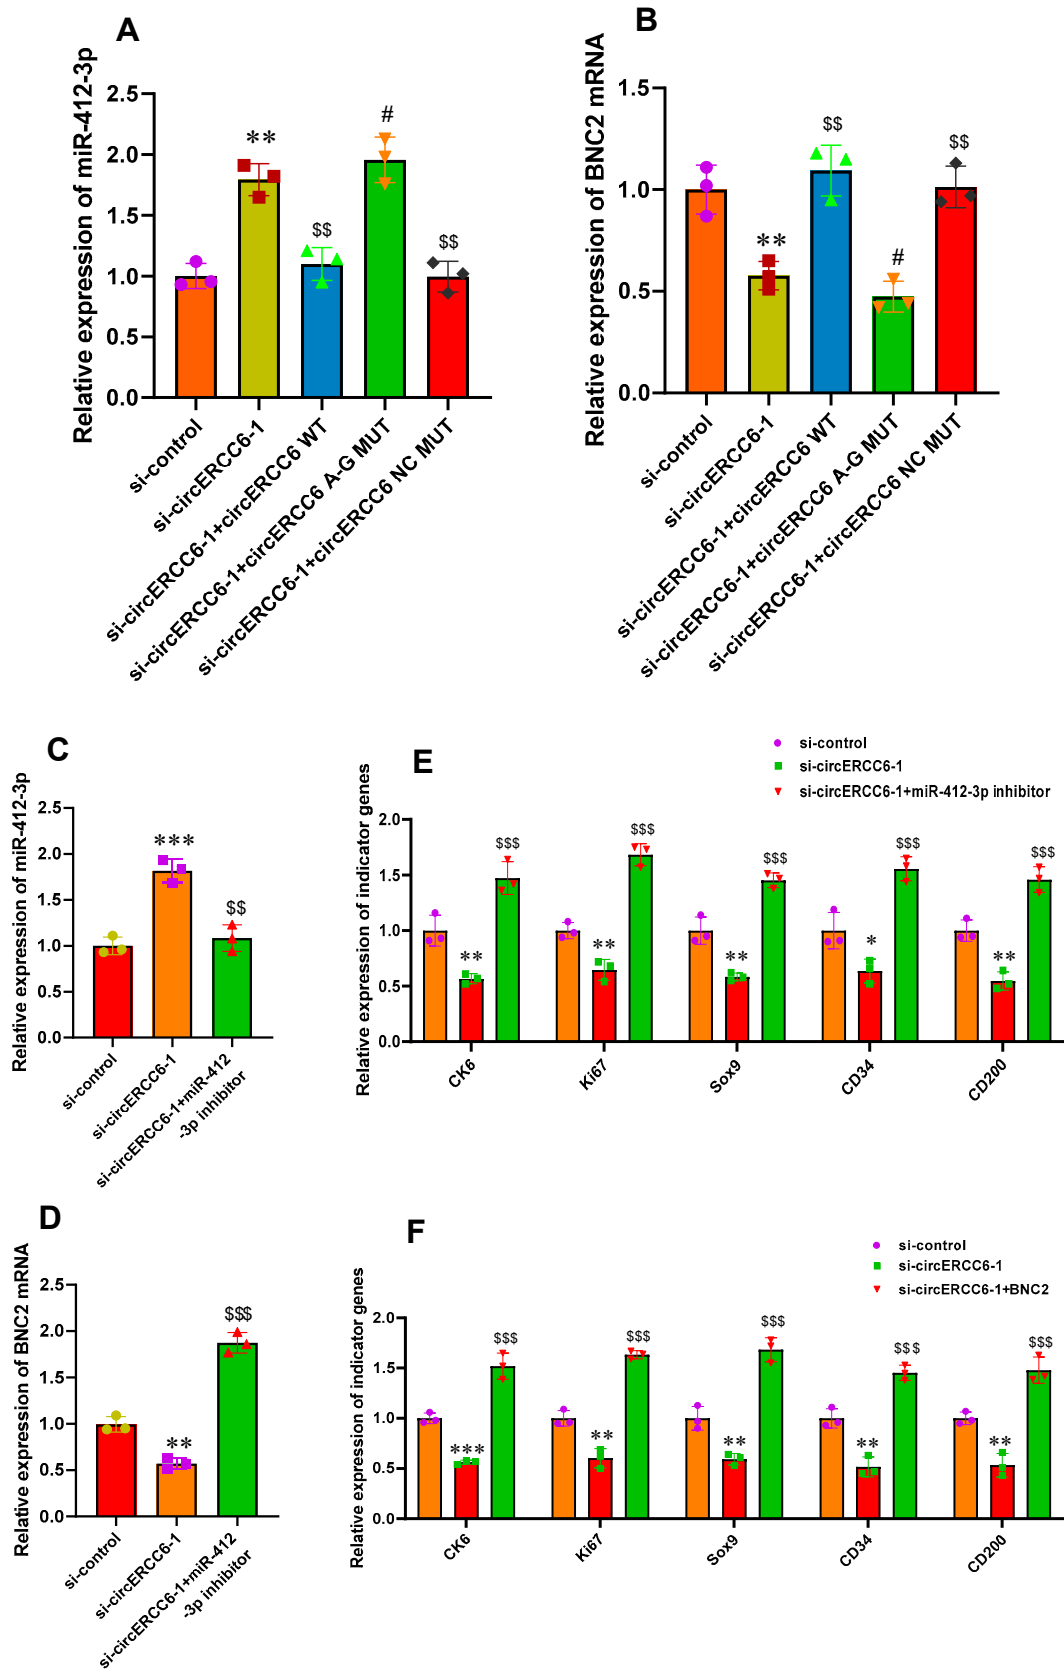 A
Relative expression of miR-412-3p
2.5
2.0
1.5
1.0
0.5
0.0
**
$$
#
$$
si-control
si-circERCC6-1
si-circERCC6-1+circERCC6 WT
si-circERCC6-1+circERCC6 A-G MUT
si-circERCC6-1+circERCC6 NC MUT
B
Relative expression of BNC2 mRNA
1.5
1.0
0.5
0.0
**
$$
#
$$
si-control
si-circERCC6-1
si-circERCC6-1+circERCC6 WT
si-circERCC6-1+circERCC6 A-G MUT
si-circERCC6-1+circERCC6 NC MUT
C
Relative expression of miR-412-3p
2.5
2.0
1.5
1.0
0.5
0.0
***
$$
si-control
si-circERCC6-1
si-circERCC6-1+miR-412
-3p inhibitor
E
si-control
si-circERCC6-1
si-circERCC6-1+miR-412-3p inhibitor
Relative expression of indicator genes
2.0
1.5
1.0
0.5
0.0
**
$$$
**
$$$
**
$$$
*
$$$
**
$$$
CK6
Ki67
Sox9
CD34
CD200
D
Relative expression of BNC2 mRNA
2.5
2.0
1.5
1.0
0.5
0.0
**
$$$
si-control
si-circERCC6-1
si-circERCC6-1+miR-412
-3p inhibitor
F
si-control
si-circERCC6-1
si-circERCC6-1+BNC2
Relative expression of indicator genes
2.0
1.5
1.0
0.5
0.0
***
$$$
**
$$$
**
$$$
**
$$$
**
$$$
CK6
Ki67
Sox9
CD34
CD200